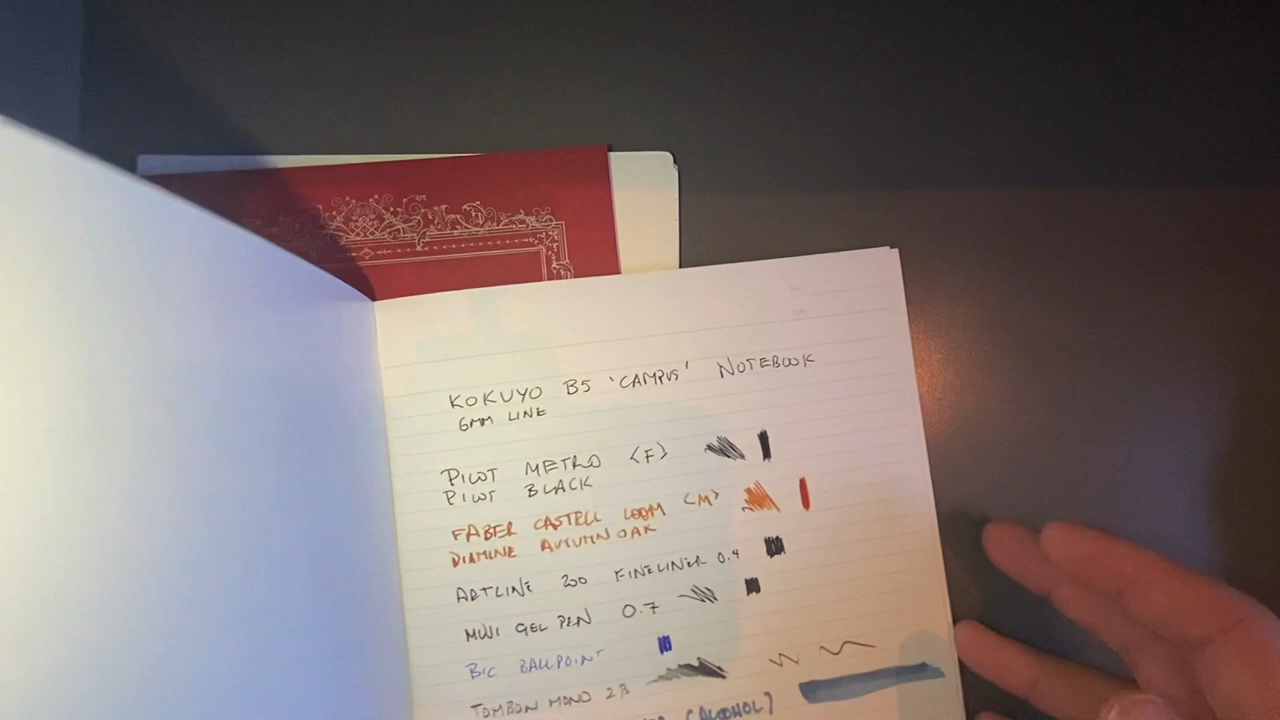 KOKUYO B5 'CAMPUS' NOTEBOOK
6MM LINE
PILOT METRO <F>
PILOT BLACK
FABER CASTELL LOOM <M>
DIAMINE AUTUMN OAK
ARTLINE 200 FINELINER 0.4
MUJI GEL PEN 0.7
BIC BALLPOINT
TOMBOW MONO 2B
[ALCOHOL]